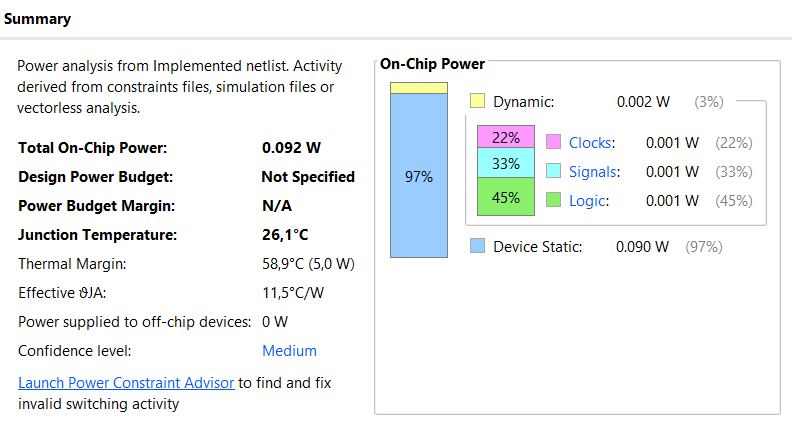 Summary
Power analysis from Implemented netlist. Activity
derived from constraints files, simulation files or
vectorless analysis.
Total On-Chip Power: 0.092 W
Design Power Budget: Not Specified
Power Budget Margin: N/A
Junction Temperature: 26,1°C
Thermal Margin: 58,9°C (5,0 W)
Effective ϑJA: 11,5°C/W
Power supplied to off-chip devices: 0 W
Confidence level: Medium
Launch Power Constraint Advisor to find and fix
invalid switching activity
On-Chip Power
97%
Dynamic: 0.002 W (3%)
22% Clocks: 0.001 W (22%)
33% Signals: 0.001 W (33%)
45% Logic: 0.001 W (45%)
Device Static: 0.090 W (97%)